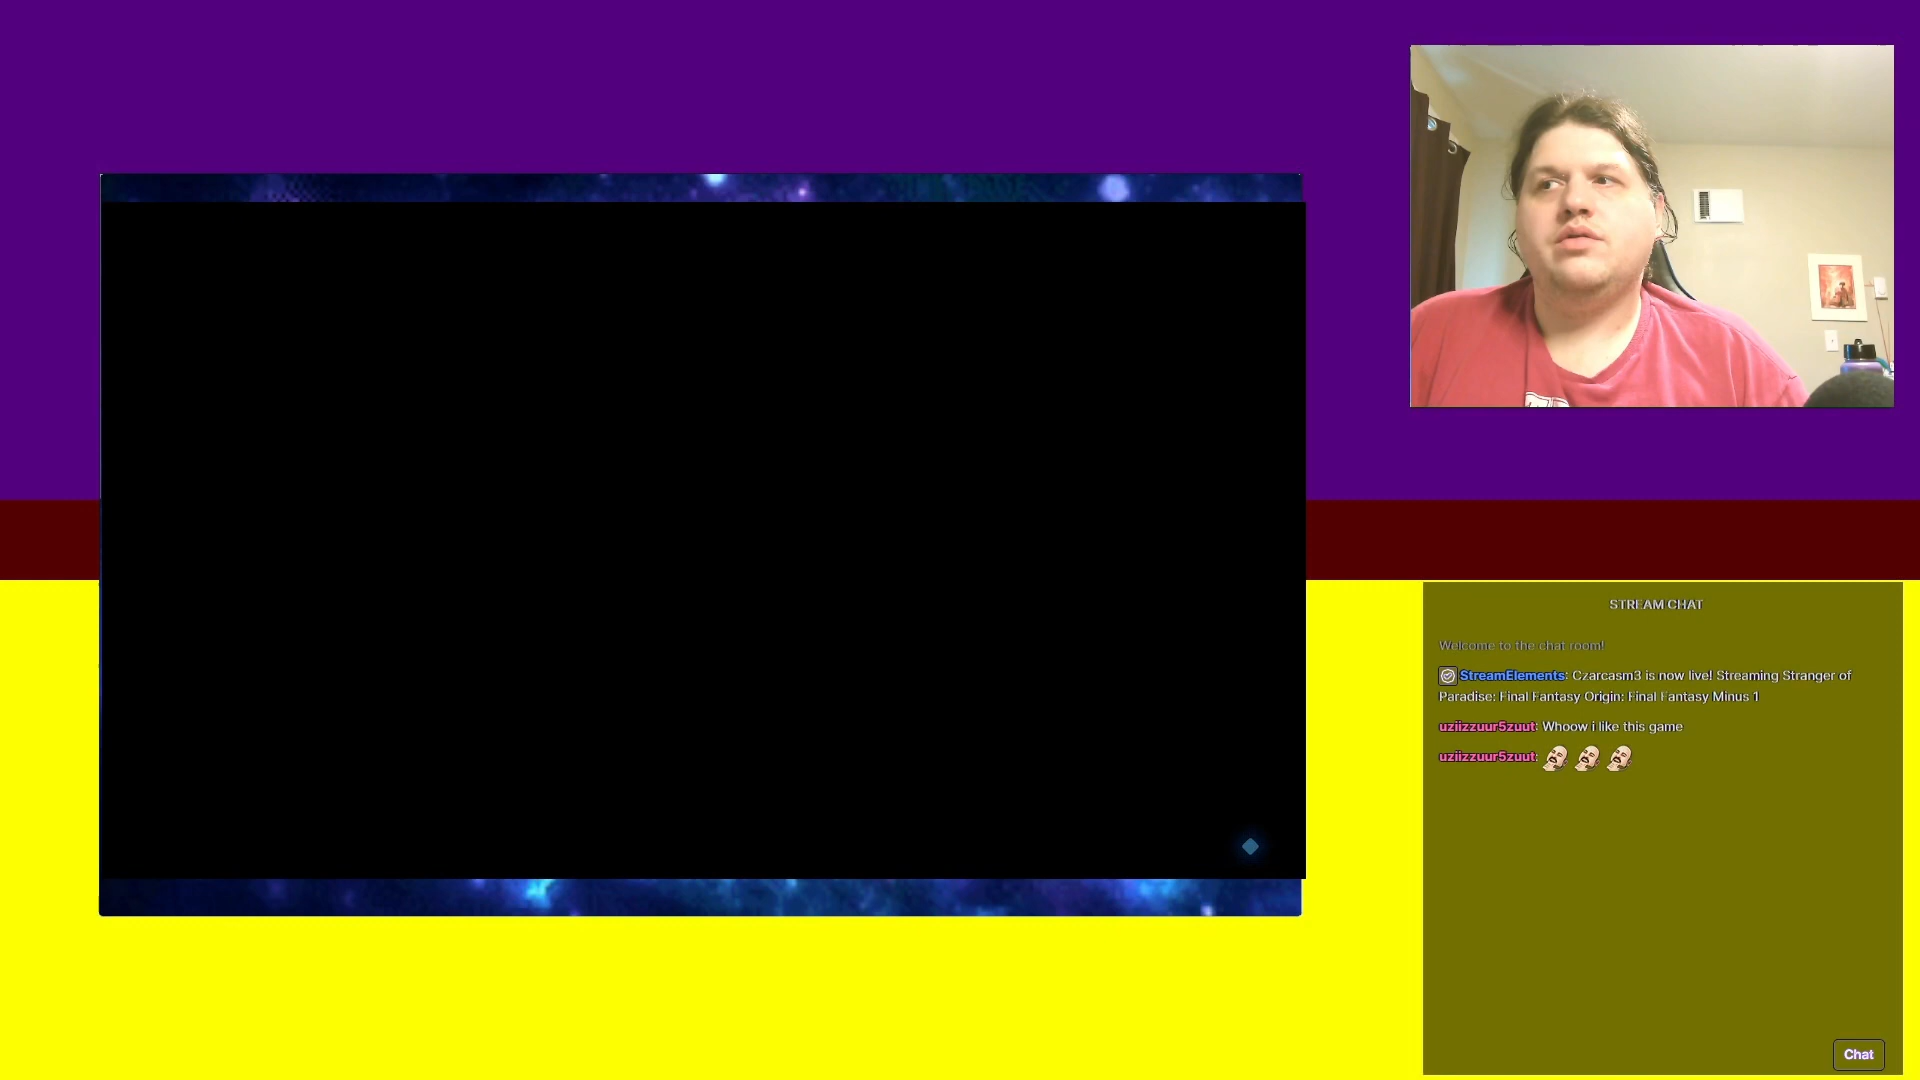 STREAM CHAT
Welcome to the chat room!
StreamElements: Czarcasm3 is now live! Streaming Stranger of
Paradise: Final Fantasy Origin: Final Fantasy Minus 1
uziizzuur5zuut: Whoow i like this game
uziizzuur5zuut:
Chat